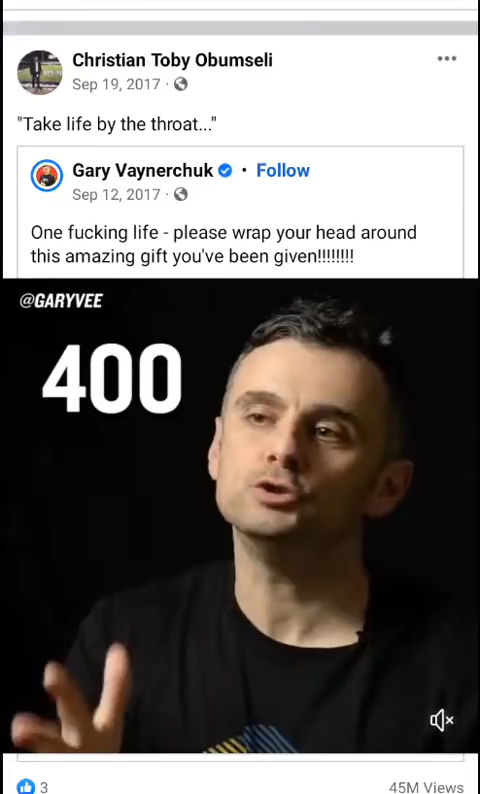 Christian Toby Obumseli
Sep 19, 2017 ·
"Take life by the throat..."
Gary Vaynerchuk • Follow
Sep 12, 2017 ·
One fucking life - please wrap your head around
this amazing gift you've been given!!!!!!!!
@GARYVEE
400
3
45M Views